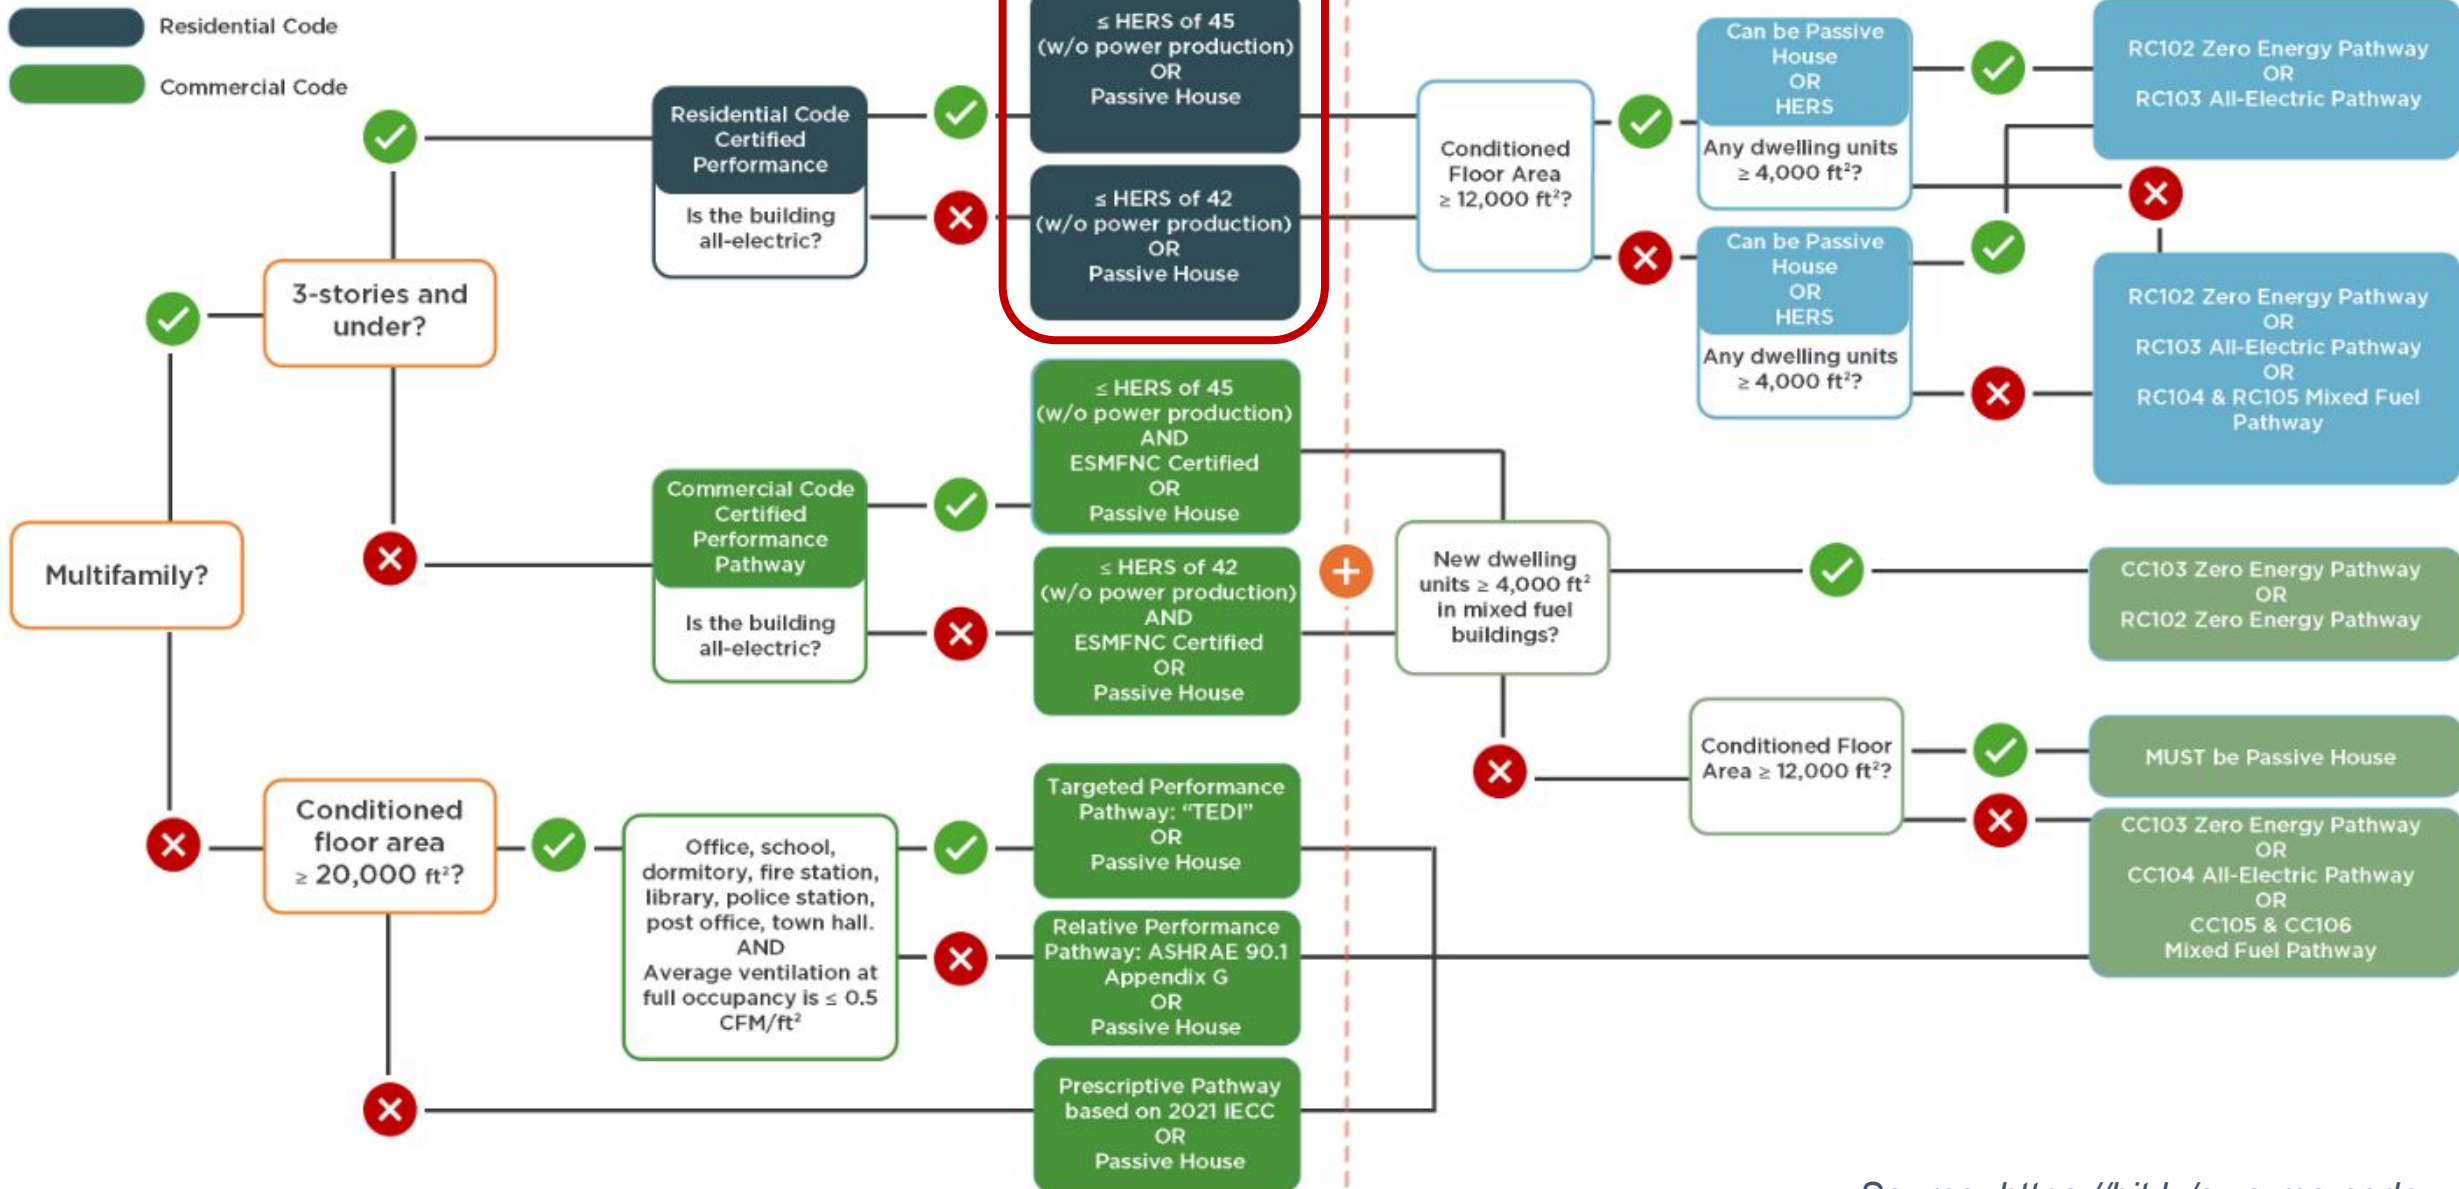 Residential Code
Commercial Code
Multifamily?
3-stories and
under?
Conditioned
floor area
≥ 20,000 ft²?
Residential Code
Certified
Performance
Is the building
all-electric?
Commercial Code
Certified
Performance
Pathway
Is the building
all-electric?
Office, school,
dormitory, fire station,
library, police station,
post office, town hall.
AND
Average ventilation at
full occupancy is ≤ 0.5
CFM/ft²
≤ HERS of 45
(w/o power production)
OR
Passive House
≤ HERS of 42
(w/o power production)
OR
Passive House
≤ HERS of 45
(w/o power production)
AND
ESMFNC Certified
OR
Passive House
≤ HERS of 42
(w/o power production)
AND
ESMFNC Certified
OR
Passive House
Targeted Performance
Pathway: “TEDI”
OR
Passive House
Relative Performance
Pathway: ASHRAE 90.1
Appendix G
OR
Passive House
Prescriptive Pathway
based on 2021 IECC
OR
Passive House
Conditioned
Floor Area
≥ 12,000 ft²?
Can be Passive
House
OR
HERS
Any dwelling units
≥ 4,000 ft²?
Can be Passive
House
OR
HERS
Any dwelling units
≥ 4,000 ft²?
New dwelling
units ≥ 4,000 ft²
in mixed fuel
buildings?
Conditioned Floor
Area ≥ 12,000 ft²?
RC102 Zero Energy Pathway
OR
RC103 All-Electric Pathway
RC102 Zero Energy Pathway
OR
RC103 All-Electric Pathway
OR
RC104 & RC105 Mixed Fuel
Pathway
CC103 Zero Energy Pathway
OR
RC102 Zero Energy Pathway
MUST be Passive House
CC103 Zero Energy Pathway
OR
CC104 All-Electric Pathway
OR
CC105 & CC106
Mixed Fuel Pathway